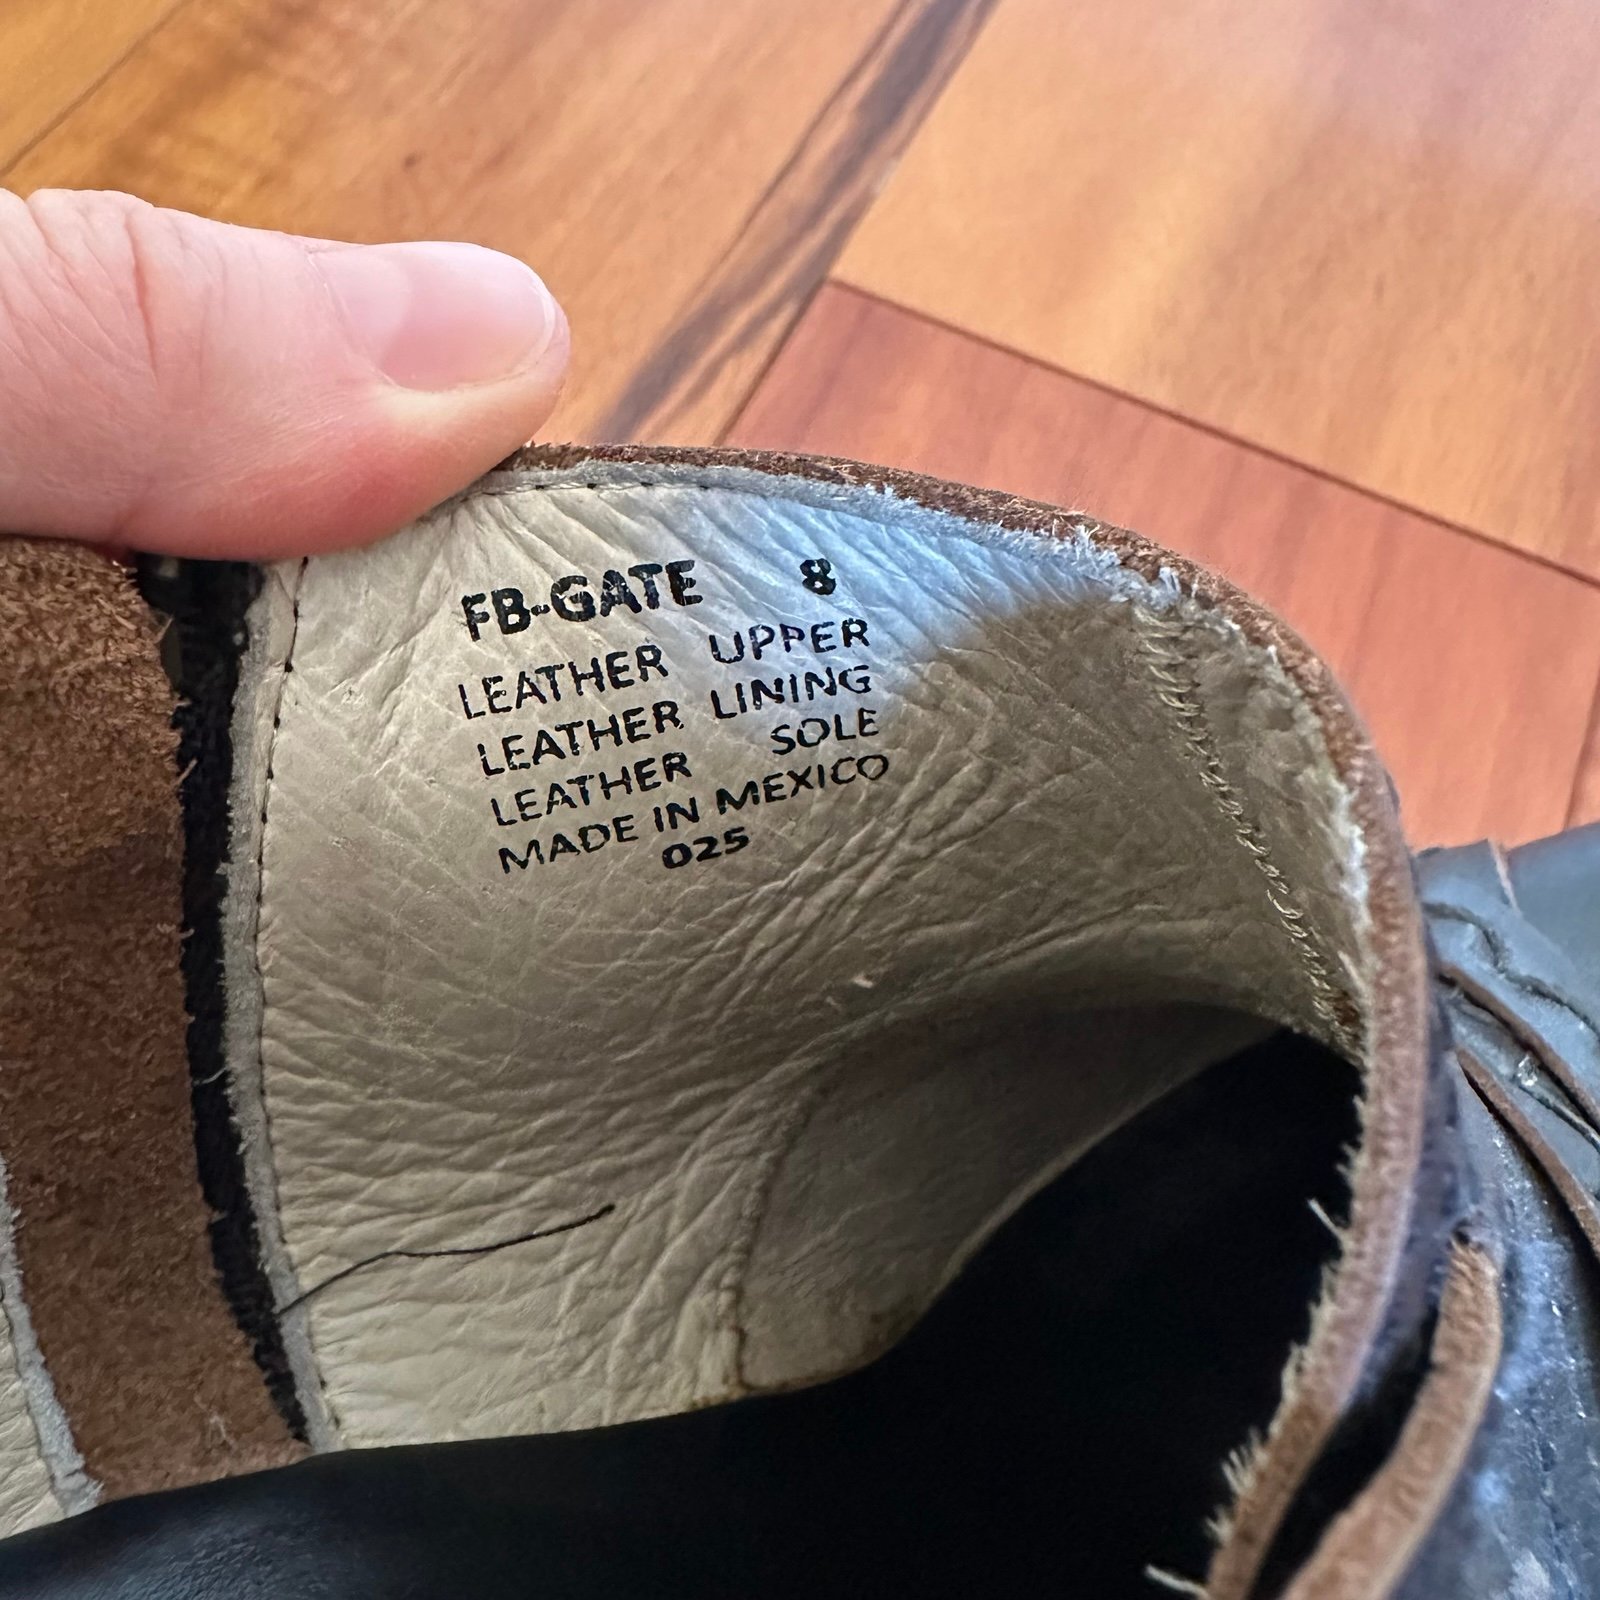 FB-GATE 8
LEATHER UPPER
LEATHER LINING
LEATHER SOLE
MADE IN MEXICO
025